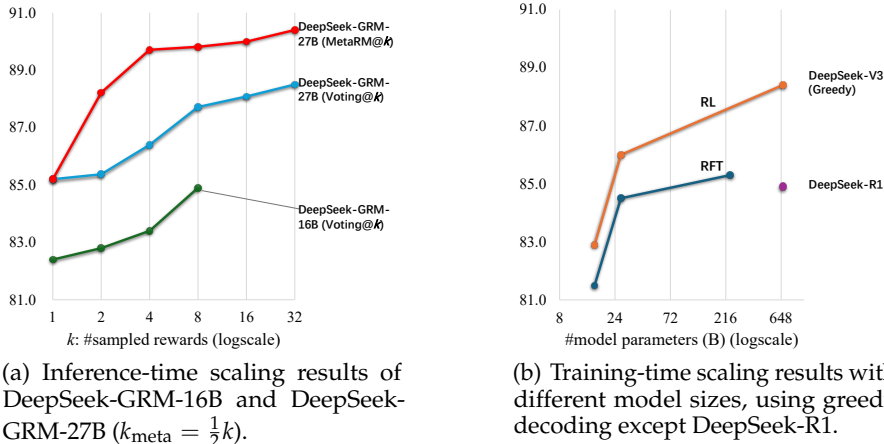 91.0
89.0
87.0
85.0
83.0
81.0
1 2 4 8 16 32
k: #sampled rewards (logscale)
DeepSeek-GRM-
27B (MetaRM@k)
DeepSeek-GRM-
27B (Voting@k)
DeepSeek-GRM-
16B (Voting@k)
(a) Inference-time scaling results of
DeepSeek-GRM-16B and DeepSeek-
GRM-27B (k_meta = 1/2 k).
91.0
89.0
87.0
85.0
83.0
81.0
8 24 72 216 648
#model parameters (B) (logscale)
RL
RFT
DeepSeek-V3
(Greedy)
DeepSeek-R1
(b) Training-time scaling results wit
different model sizes, using greed
decoding except DeepSeek-R1.